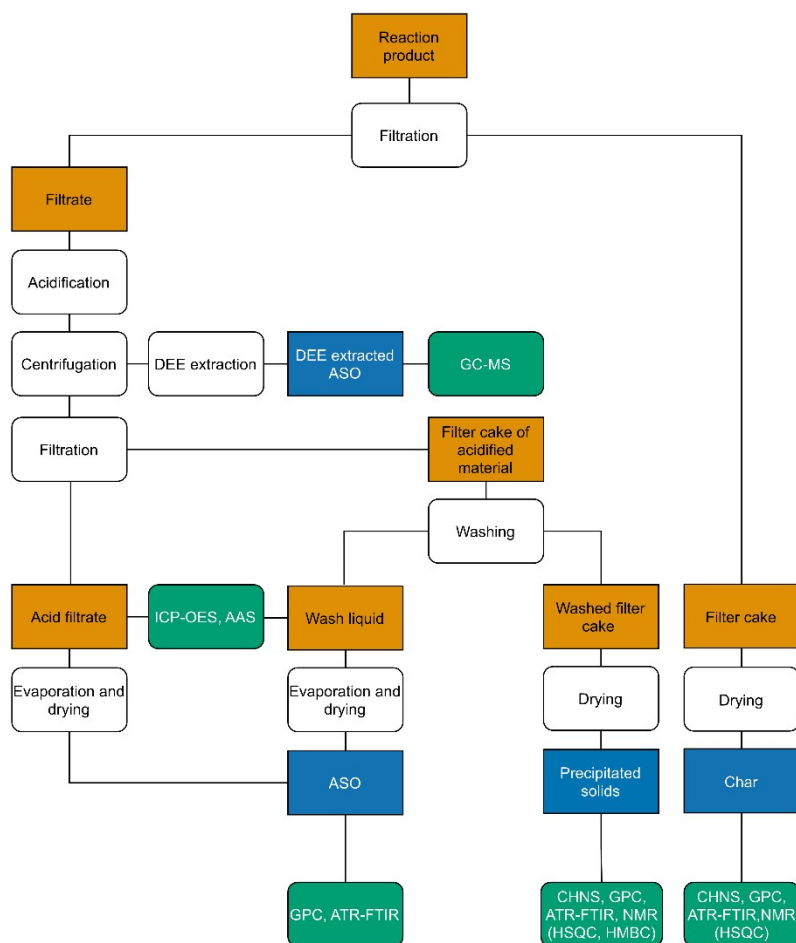 Reaction
product
Filtration
Filtrate
Acidification
Centrifugation
DEE extraction
DEE extracted
ASO
GC-MS
Filtration
Filter cake of
acidified
material
Washing
Acid filtrate
ICP-OES, AAS
Wash liquid
Washed filter
cake
Filter cake
Evaporation and
drying
Evaporation and
drying
Drying
Drying
ASO
Precipitated
solids
Char
GPC, ATR-FTIR
CHNS, GPC,
ATR-FTIR, NMR
(HSQC, HMBC)
CHNS, GPC,
ATR-FTIR,NMR
(HSQC)